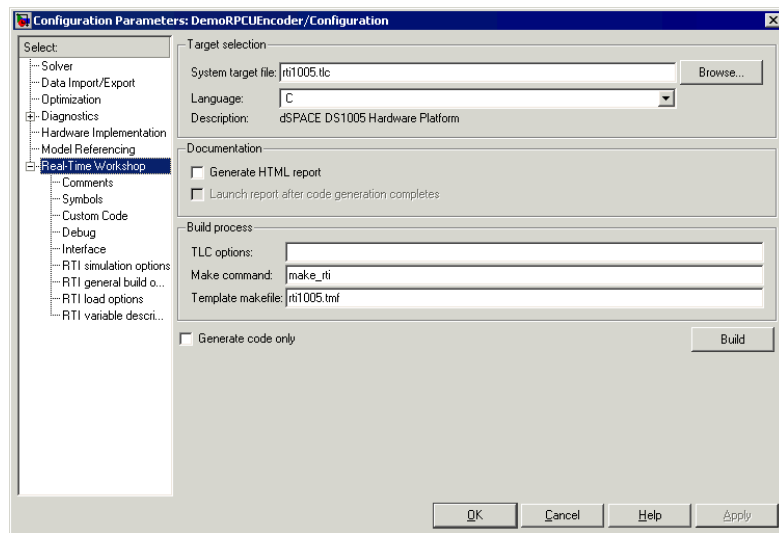 Configuration Parameters: DemoRPCUEncoder/Configuration
Select:
Solver
Data Import/Export
Optimization
Diagnostics
Hardware Implementation
Model Referencing
Real-Time Workshop
Comments
Symbols
Custom Code
Debug
Interface
RTI simulation options
RTI general build o...
RTI load options
RTI variable descri...
Target selection
System target file: rti1005.tlc Browse...
Language: C
Description: dSPACE DS1005 Hardware Platform
Documentation
Generate HTML report
Launch report after code generation completes
Build process
TLC options:
Make command: make_rti
Template makefile: rti1005.tmf
Generate code only Build
OK Cancel Help Apply